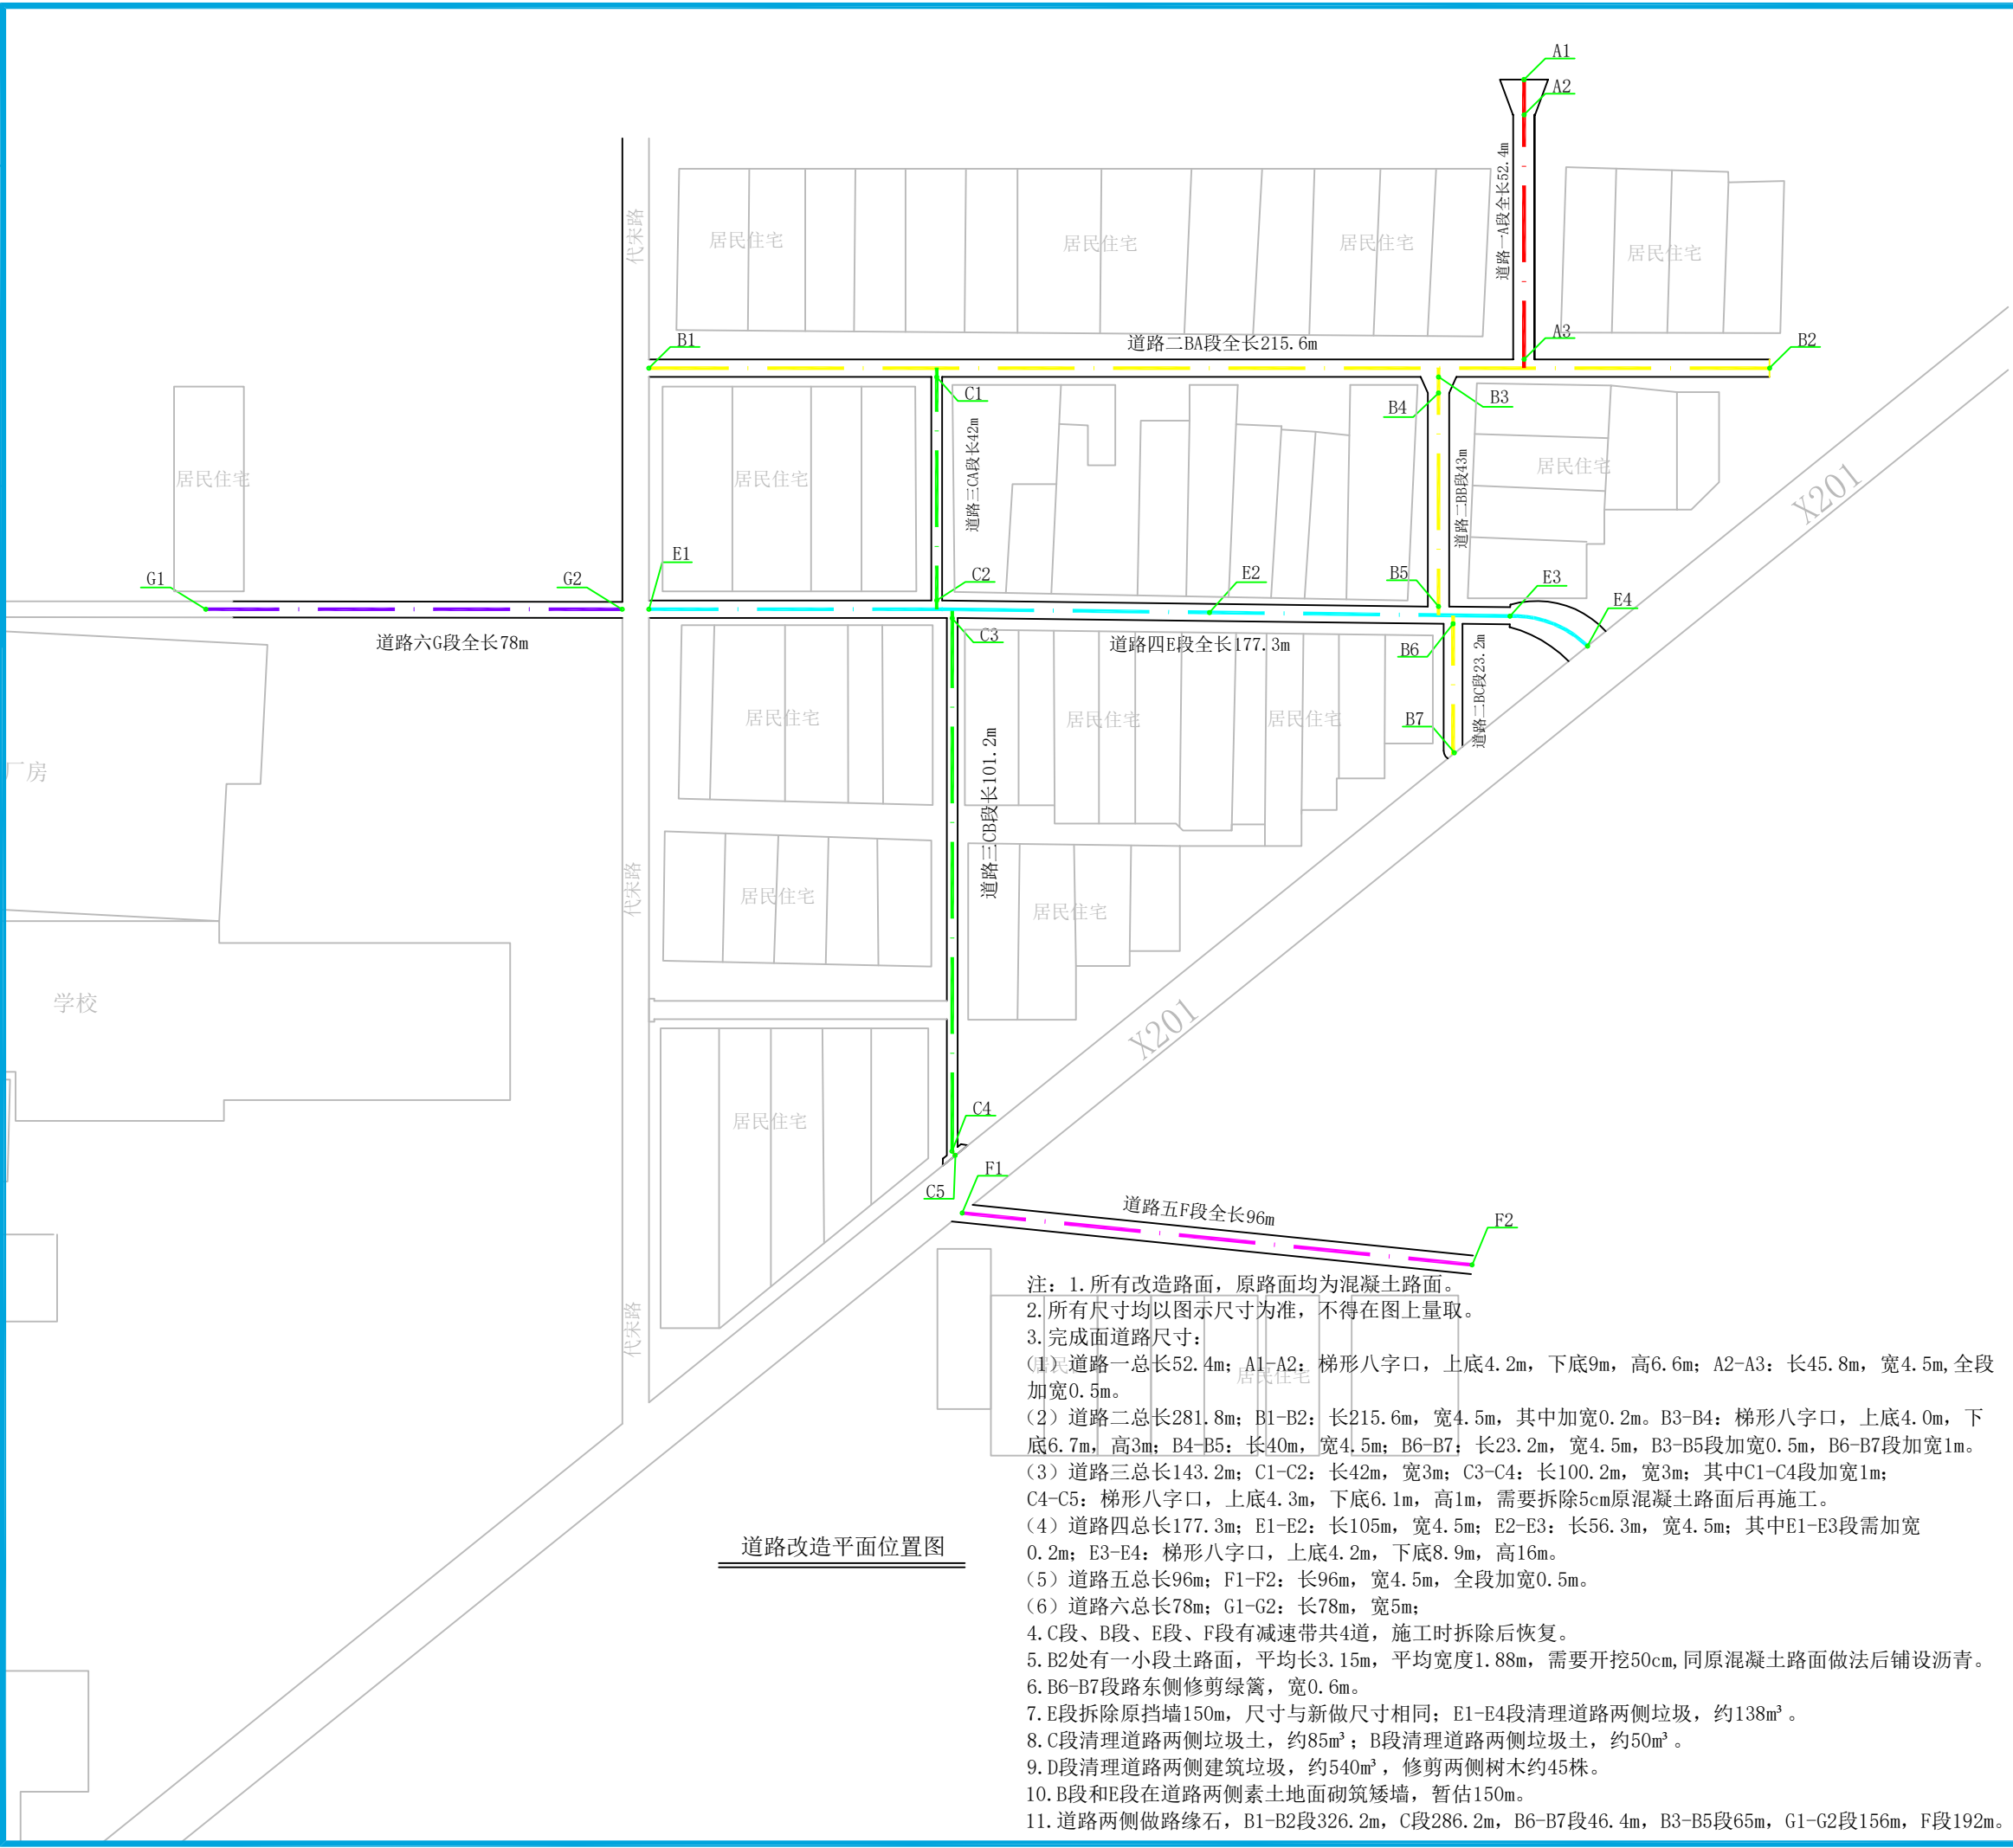 A1
A2
道路一A段全长52.4m
代宋路
居民住宅
居民住宅
居民住宅
居民住宅
A3
B1
道路二BA段全长215.6m
B2
C1
B3
B4
居民住宅
居民住宅
道路三CA段长42m
道路二BB段43m
居民住宅
X201
G1
G2
E1
C2
E2
B5
E3
E4
道路六G段全长78m
C3
道路四E段全长177.3m
B6
道路二BC段23.2m
居民住宅
居民住宅
居民住宅
B7
厂房
道路三CB段长101.2m
代宋路
居民住宅
居民住宅
学校
X201
居民住宅
C4
C5
F1
道路五F段全长96m
F2
代宋路
居民住宅
居民住宅
注：1.所有改造路面，原路面均为混凝土路面。
2.所有尺寸均以图示尺寸为准，不得在图上量取。
3.完成面道路尺寸：
（1）道路一总长52.4m；A1-A2：梯形八字口，上底4.2m，下底9m，高6.6m；A2-A3：长45.8m，宽4.5m,全段
加宽0.5m。
（2）道路二总长281.8m；B1-B2：长215.6m，宽4.5m，其中加宽0.2m。B3-B4：梯形八字口，上底4.0m，下
底6.7m，高3m；B4-B5：长40m，宽4.5m；B6-B7：长23.2m，宽4.5m，B3-B5段加宽0.5m，B6-B7段加宽1m。
（3）道路三总长143.2m；C1-C2：长42m，宽3m；C3-C4：长100.2m，宽3m；其中C1-C4段加宽1m；
C4-C5：梯形八字口，上底4.3m，下底6.1m，高1m，需要拆除5cm原混凝土路面后再施工。
（4）道路四总长177.3m；E1-E2：长105m，宽4.5m；E2-E3：长56.3m，宽4.5m；其中E1-E3段需加宽
0.2m；E3-E4：梯形八字口，上底4.2m，下底8.9m，高16m。
（5）道路五总长96m；F1-F2：长96m，宽4.5m，全段加宽0.5m。
（6）道路六总长78m；G1-G2：长78m，宽5m；
4.C段、B段、E段、F段有减速带共4道，施工时拆除后恢复。
5.B2处有一小段土路面，平均长3.15m，平均宽度1.88m，需要开挖50cm,同原混凝土路面做法后铺设沥青。
6.B6-B7段路东侧修剪绿篱，宽0.6m。
7.E段拆除原挡墙150m，尺寸与新做尺寸相同；E1-E4段清理道路两侧垃圾，约138m³。
8.C段清理道路两侧垃圾土，约85m³；B段清理道路两侧垃圾土，约50m³。
9.D段清理道路两侧建筑垃圾，约540m³，修剪两侧树木约45株。
10.B段和E段在道路两侧素土地面砌筑矮墙，暂估150m。
11.道路两侧做路缘石，B1-B2段326.2m，C段286.2m，B6-B7段46.4m，B3-B5段65m，G1-G2段156m，F段192m。
道路改造平面位置图